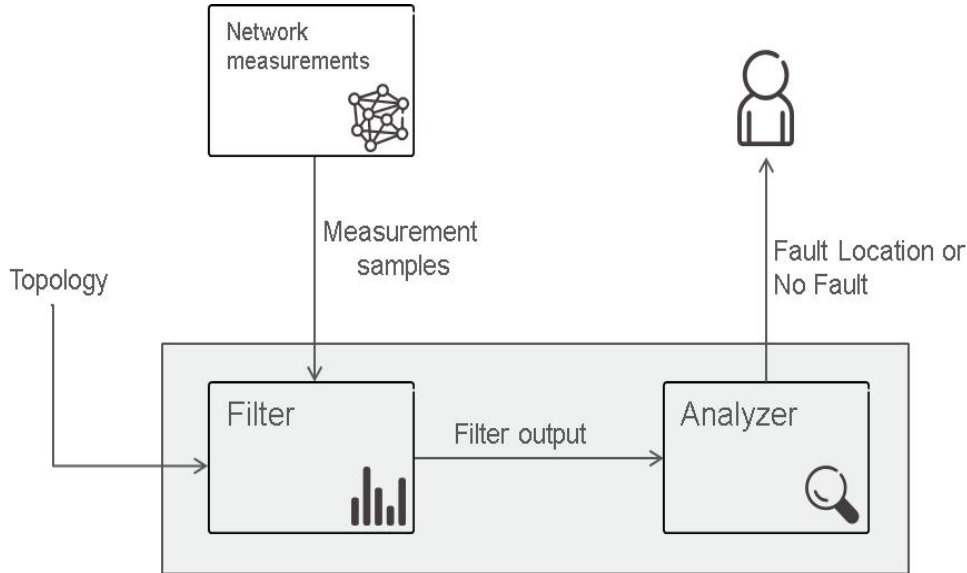 Network
measurements
Measurement
samples
Topology
Fault Location or
No Fault
Filter
Filter output
Analyzer